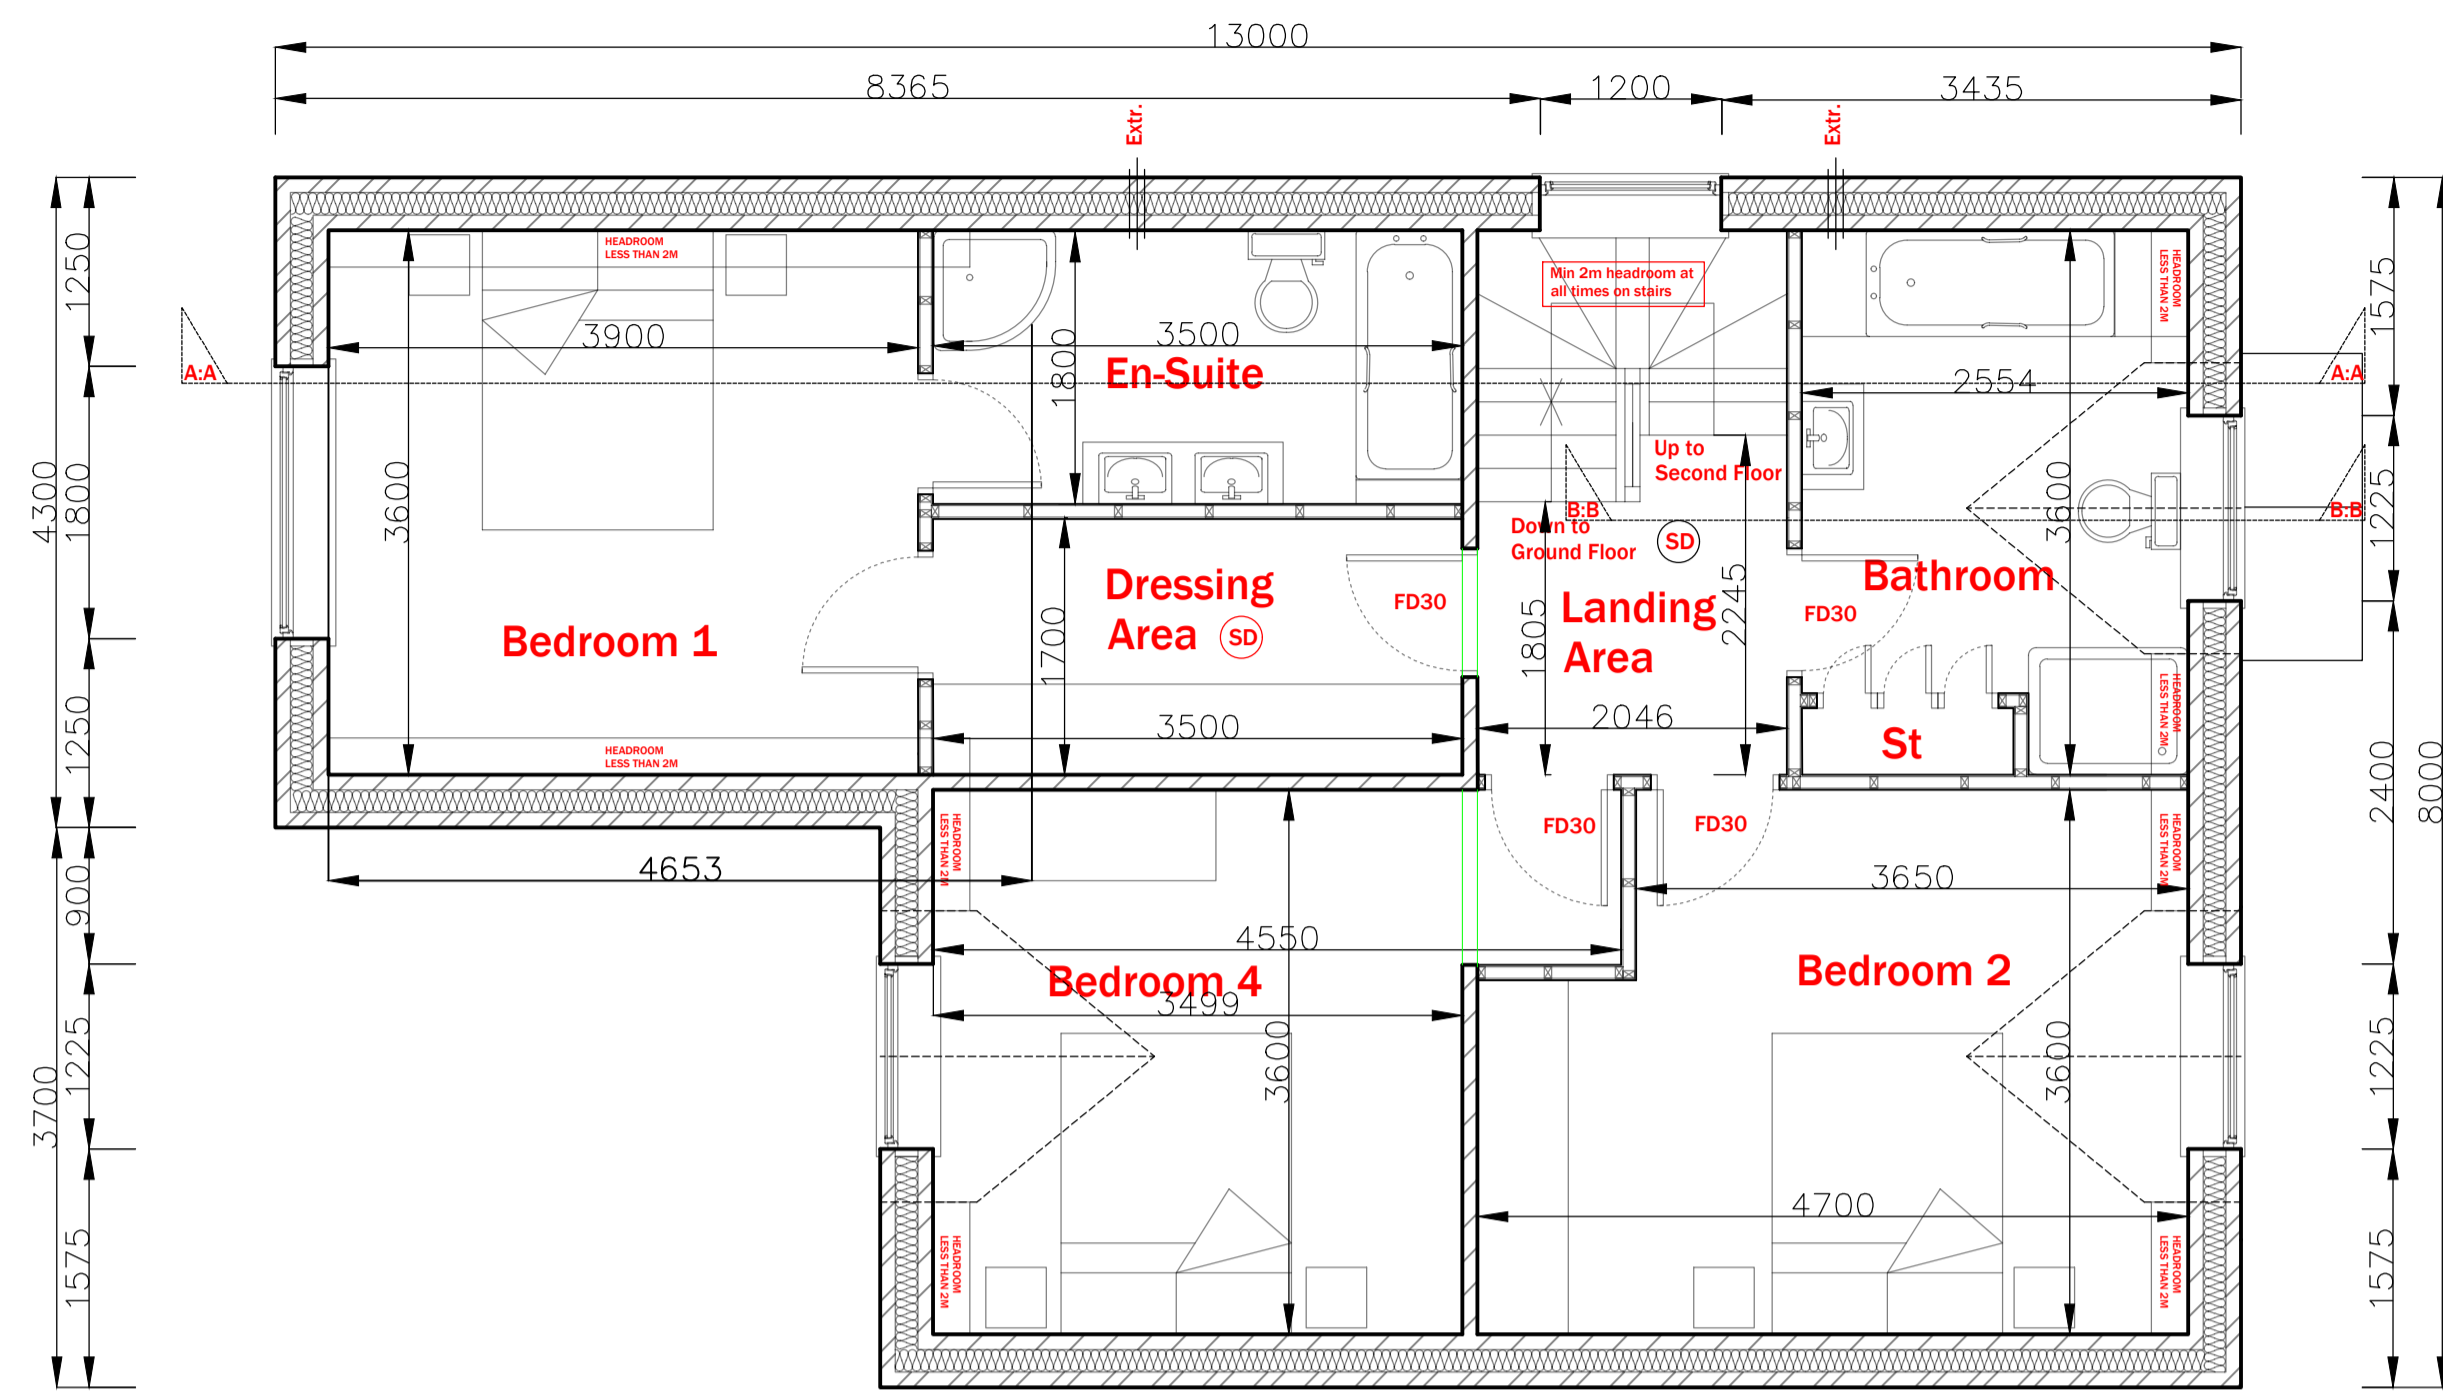 13000
8365
1200
3435
Extr.
Extr.
HEADROOM
LESS THAN 2M
HEADROOM
LESS THAN 2M
Min 2m headroom at
all times on stairs
1250
1575
3900
3500
1800
En-Suite
2554
A:A
A:A
4300
1800
3600
Up to
Second Floor
3600
1225
B:B
B:B
Down to
Ground Floor
SD
Dressing
Area
SD
FD30
Landing
Area
Bathroom
FD30
Bedroom 1
1700
1805
2245
1250
3500
2046
St
HEADROOM
LESS THAN 2M
HEADROOM
LESS THAN 2M
2400
8000
HEADROOM
LESS THAN 2M
FD30
FD30
HEADROOM
LESS THAN 2M
900
4653
3650
4550
Bedroom 4
3499
Bedroom 2
3700
1225
3600
3600
1225
4700
1575
HEADROOM
LESS THAN 2M
HEADROOM
LESS THAN 2M
1575